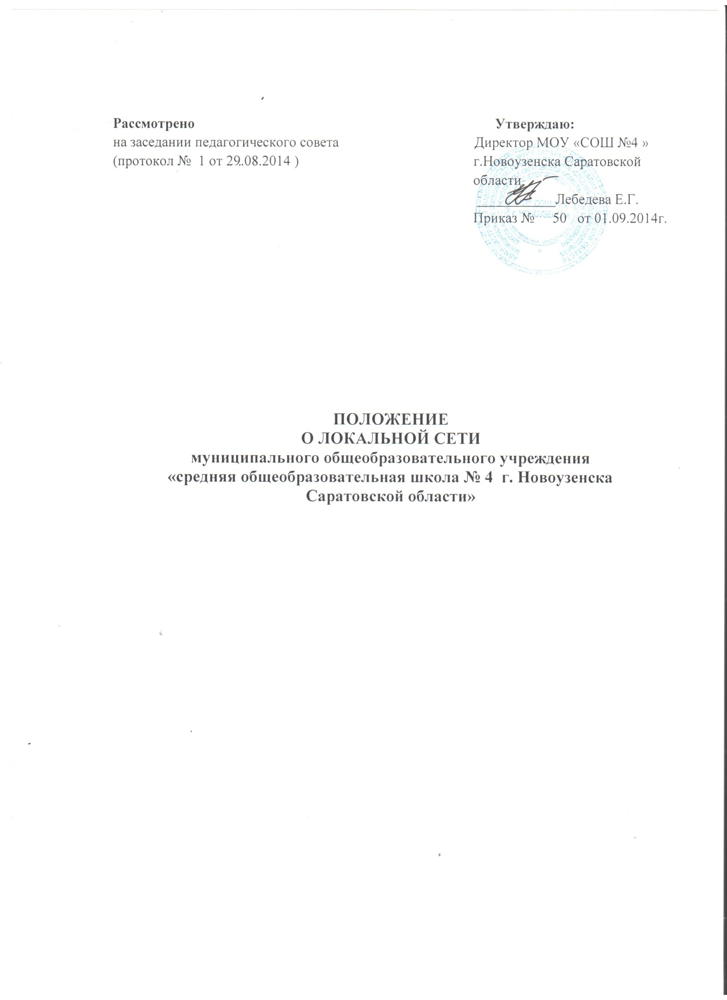 Рассмотрено
на заседании педагогического совета
(протокол № 1 от 29.08.2014 )
Утверждаю:
Директор МОУ «СОШ №4 »
г.Новоузенска Саратовской
области
____________Лебедева Е.Г.
Приказ № 50 от 01.09.2014г.
ПОЛОЖЕНИЕ
О ЛОКАЛЬНОЙ СЕТИ
муниципального общеобразовательного учреждения
«средняя общеобразовательная школа № 4 г. Новоузенска
Саратовской области»